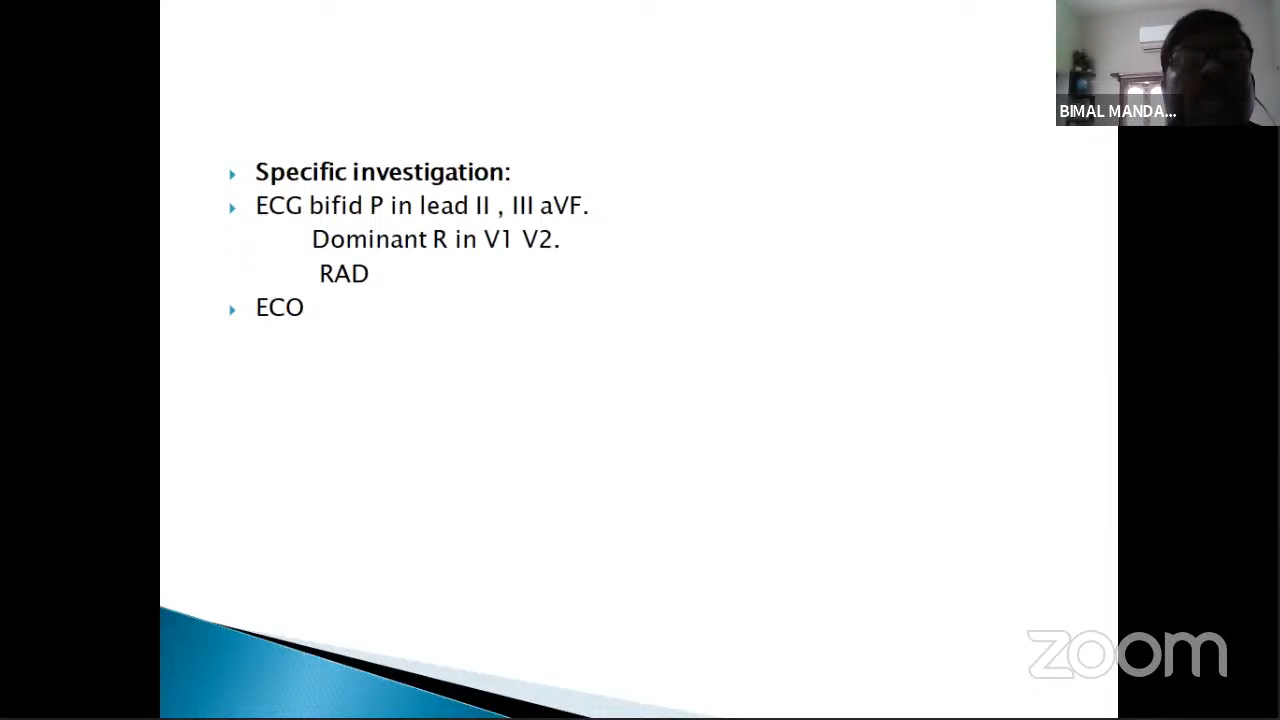 BIMAL MANDA...
Specific investigation:
ECG bifid P in lead II , III aVF.
Dominant R in V1 V2.
RAD
ECO
zoom